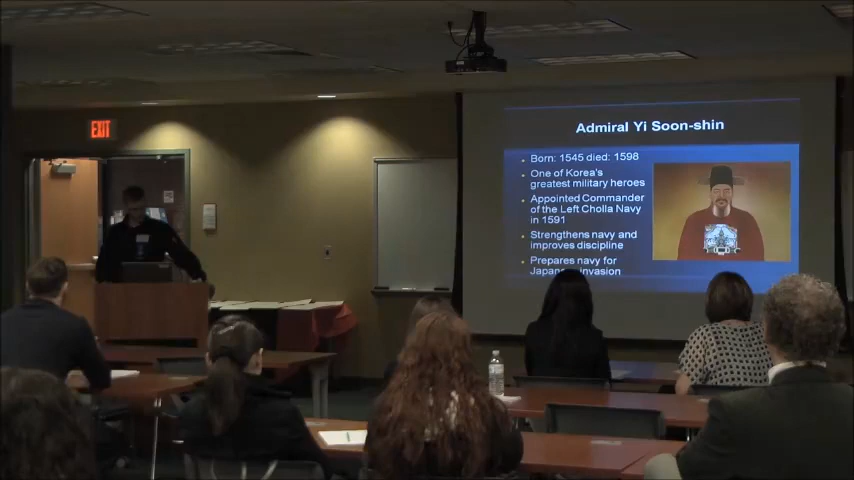 EXIT
Admiral Yi Soon-shin
Born: 1545 died: 1598
One of Korea's
greatest military heroes
Appointed Commander
of the Left Cholla Navy
in 1591
Strengthens navy and
improves discipline
Prepares navy for
invasion